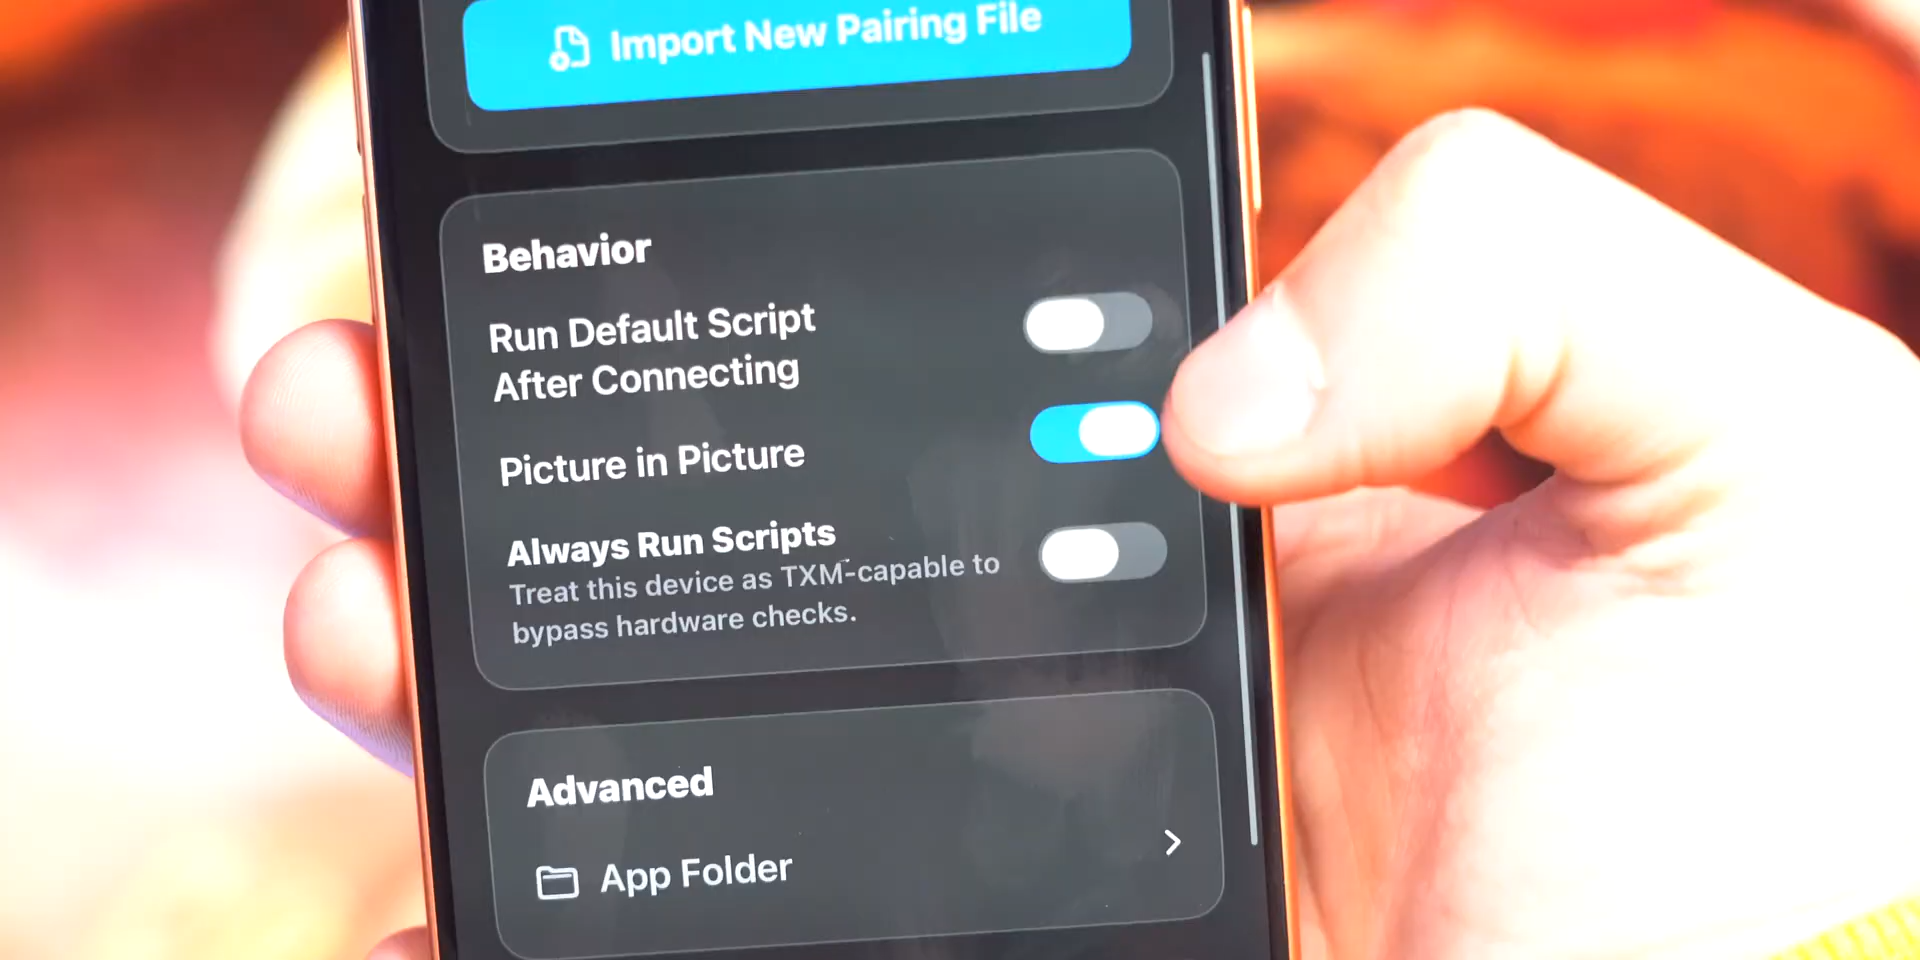 Import New Pairing File
Behavior
Run Default Script
After Connecting
Picture in Picture
Always Run Scripts
Treat this device as TXM-capable to
bypass hardware checks.
Advanced
App Folder